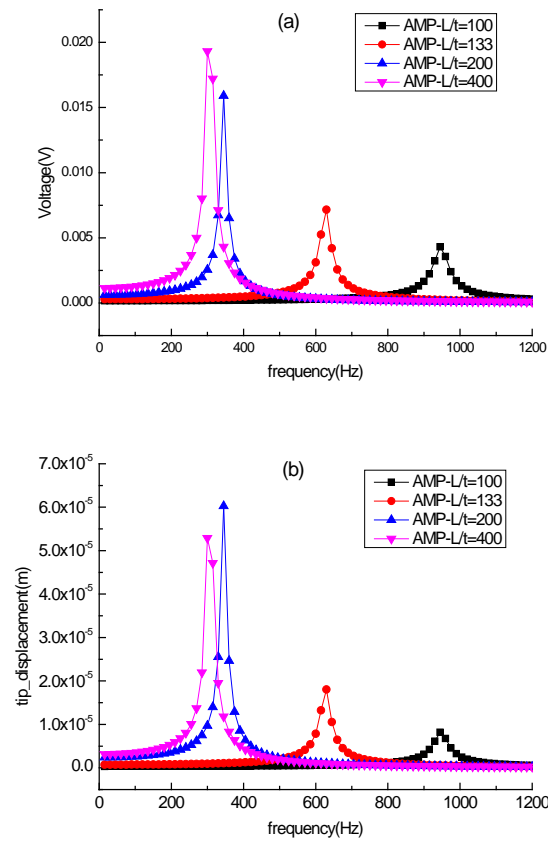 (a)
AMP-L/t=100
AMP-L/t=133
AMP-L/t=200
AMP-L/t=400
Voltage(V)
0.020
0.015
0.010
0.005
0.000
0 200 400 600 800 1000 1200
frequency(Hz)
(b)
AMP-L/t=100
AMP-L/t=133
AMP-L/t=200
AMP-L/t=400
tip_displacement(m)
7.0x10⁻⁵
6.0x10⁻⁵
5.0x10⁻⁵
4.0x10⁻⁵
3.0x10⁻⁵
2.0x10⁻⁵
1.0x10⁻⁵
0.0
0 200 400 600 800 1000 1200
frequency(Hz)